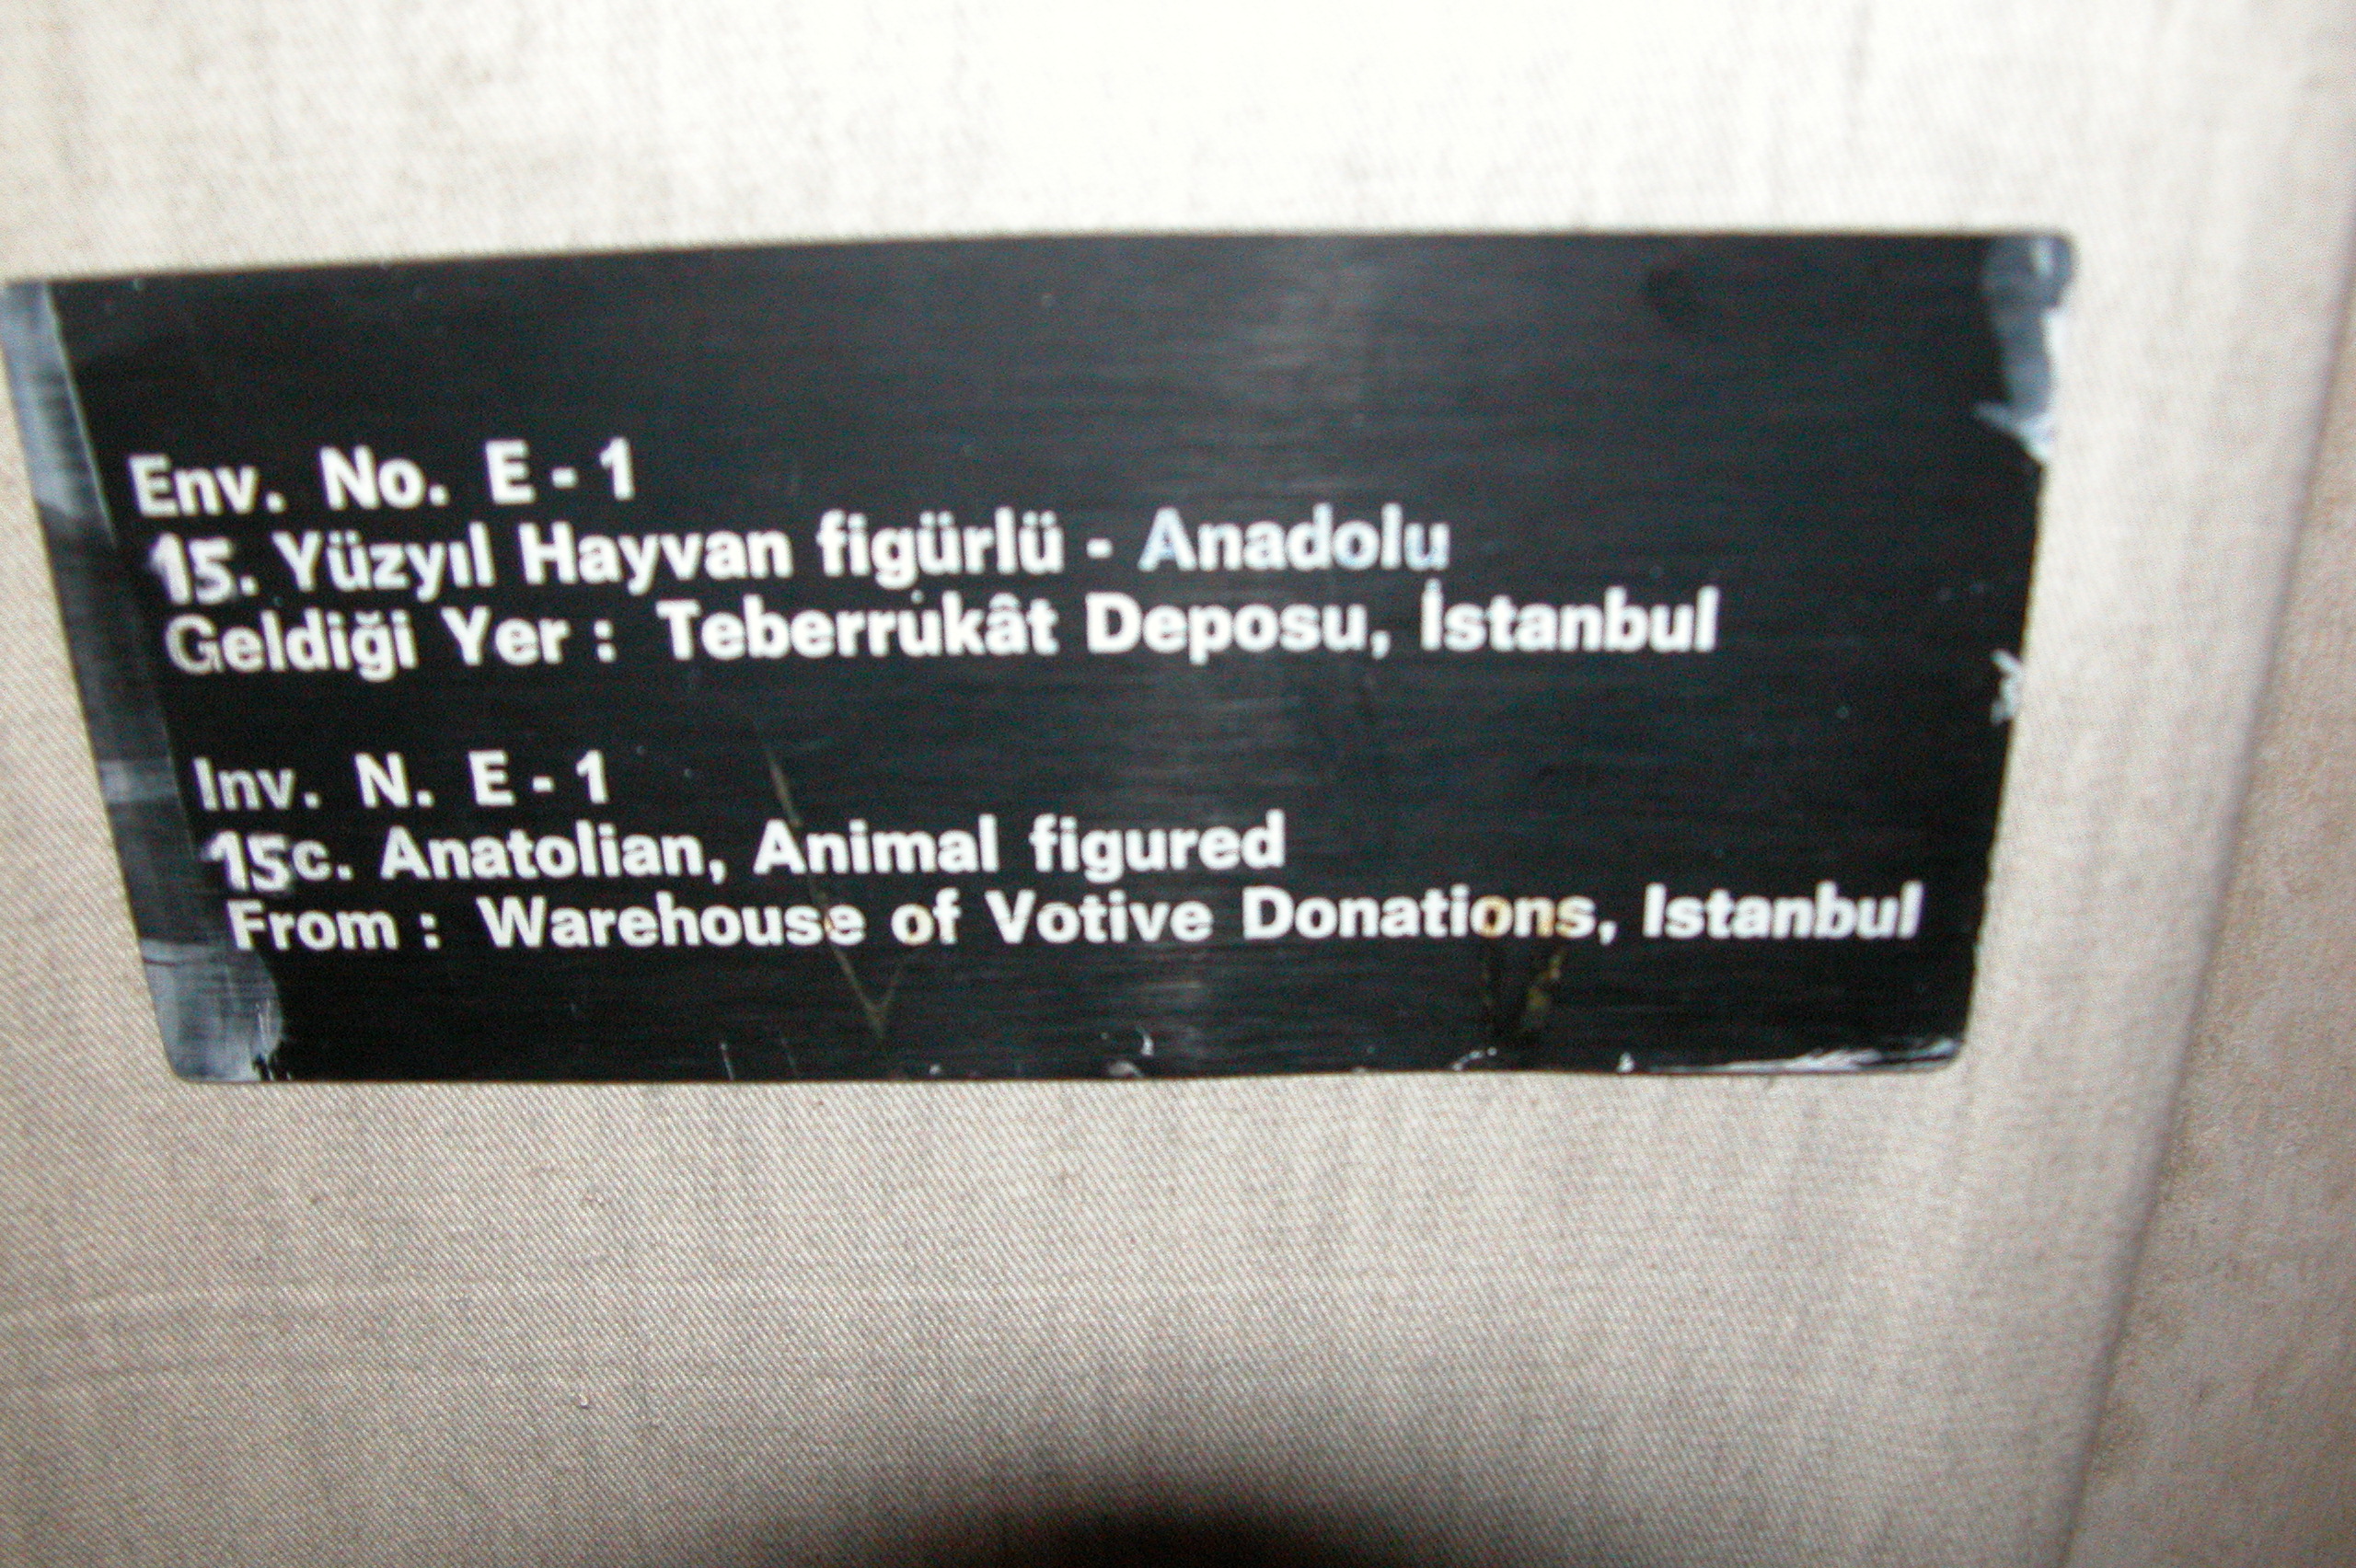 Env. No. E - 1
15. Yüzyıl Hayvan figürlü - Anadolu
Geldiği Yer : Teberrukât Deposu, İstanbul
Inv. N. E - 1
15c. Anatolian, Animal figured
From : Warehouse of Votive Donations, Istanbul